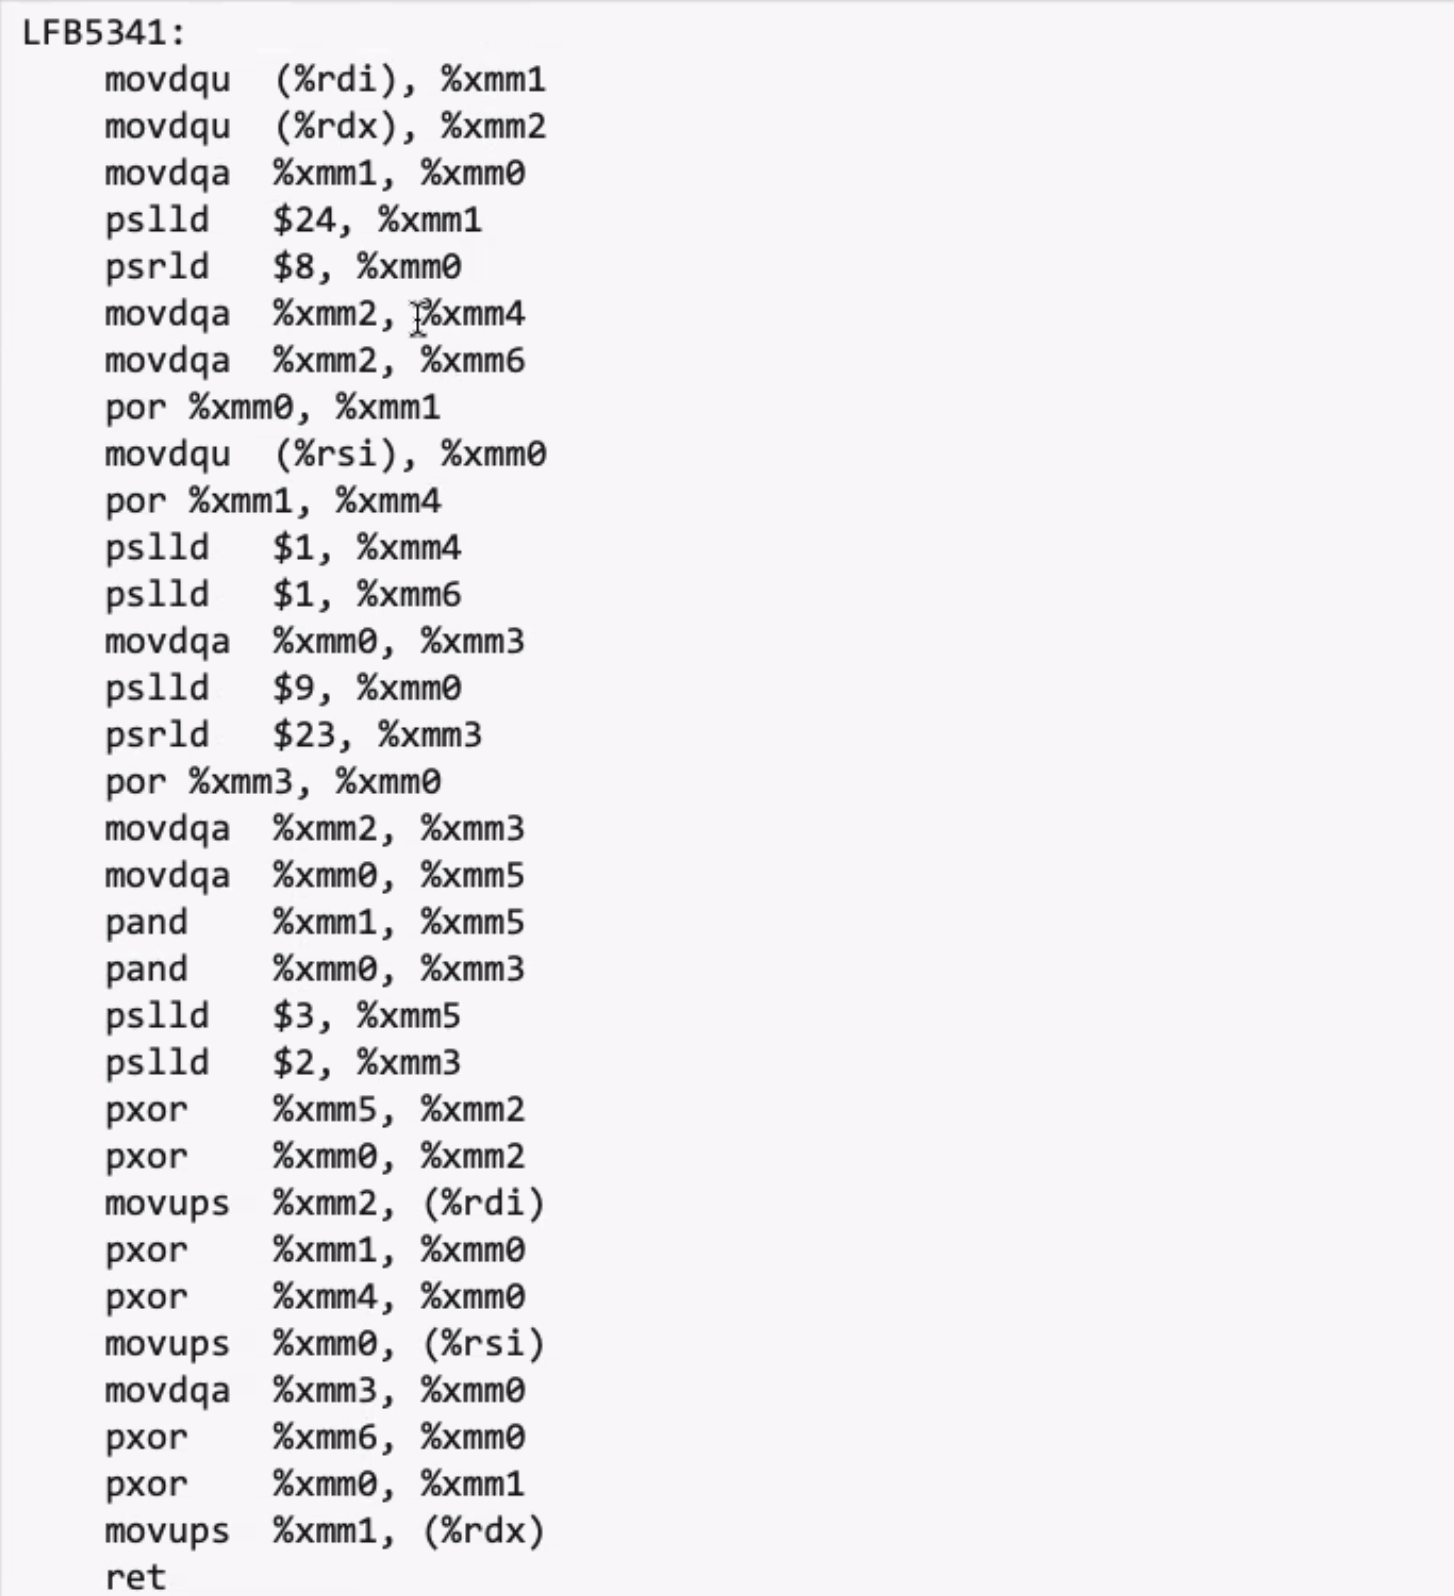 LFB5341:
movdqu (%rdi), %xmm1
movdqu (%rdx), %xmm2
movdqa %xmm1, %xmm0
pslld $24, %xmm1
psrld $8, %xmm0
movdqa %xmm2, %xmm4
movdqa %xmm2, %xmm6
por %xmm0, %xmm1
movdqu (%rsi), %xmm0
por %xmm1, %xmm4
pslld $1, %xmm4
pslld $1, %xmm6
movdqa %xmm0, %xmm3
pslld $9, %xmm0
psrld $23, %xmm3
por %xmm3, %xmm0
movdqa %xmm2, %xmm3
movdqa %xmm0, %xmm5
pand %xmm1, %xmm5
pand %xmm0, %xmm3
pslld $3, %xmm5
pslld $2, %xmm3
pxor %xmm5, %xmm2
pxor %xmm0, %xmm2
movups %xmm2, (%rdi)
pxor %xmm1, %xmm0
pxor %xmm4, %xmm0
movups %xmm0, (%rsi)
movdqa %xmm3, %xmm0
pxor %xmm6, %xmm0
pxor %xmm0, %xmm1
movups %xmm1, (%rdx)
ret